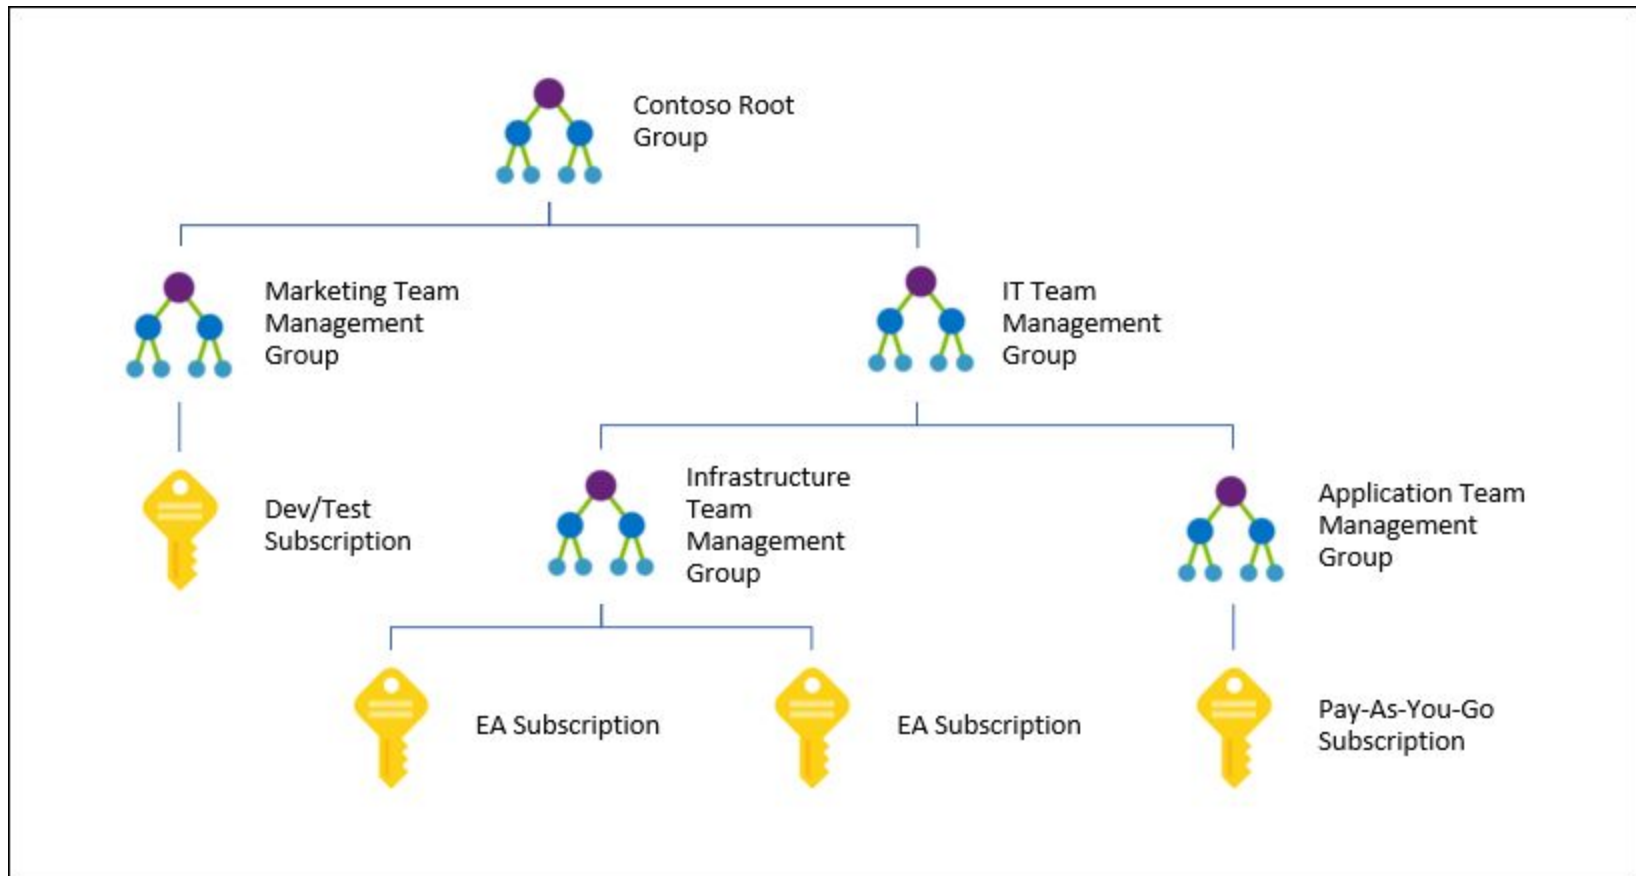 Contoso Root
Group
Marketing Team
Management
Group
IT Team
Management
Group
Dev/Test
Subscription
Infrastructure
Team
Management
Group
Application Team
Management
Group
EA Subscription
EA Subscription
Pay-As-You-Go
Subscription